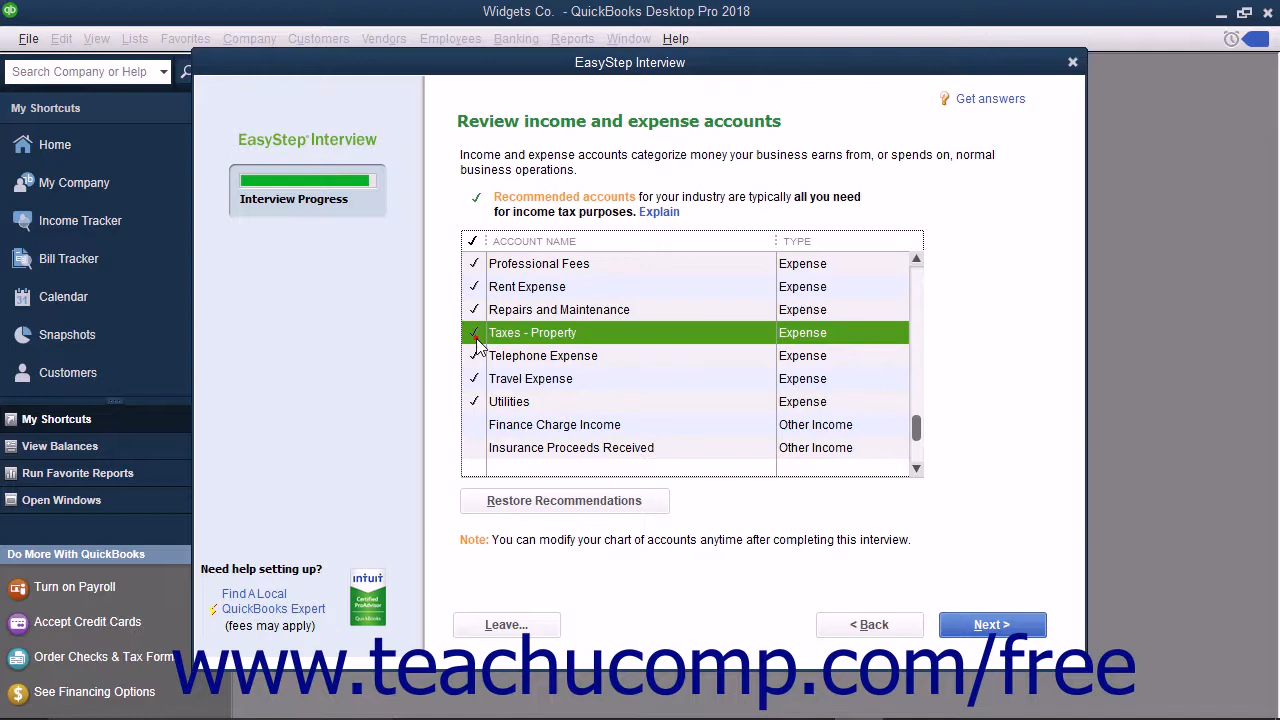 Widgets Co. - QuickBooks Desktop Pro 2018
File Edit View Lists Favorites Company Customers Vendors Employees Banking Reports Window Help
Search Company or Help
My Shortcuts
Home
My Company
Income Tracker
Bill Tracker
31
Calendar
Snapshots
Customers
My Shortcuts
View Balances
Run Favorite Reports
Open Windows
Do More With QuickBooks
Turn on Payroll
Accept Credit Cards
Order Checks & Tax Form
See Financing Options
EasyStep Interview
EasyStep Interview
Interview Progress
Need help setting up?
Find A Local
QuickBooks Expert
(fees may apply)
intuit
Certified
ProAdvisor
QuickBooks
Get answers
Review income and expense accounts
Income and expense accounts categorize money your business earns from, or spends on, normal
business operations.
Recommended accounts for your industry are typically all you need
for income tax purposes. Explain
ACCOUNT NAME TYPE
Professional Fees Expense
Rent Expense Expense
Repairs and Maintenance Expense
Taxes - Property Expense
Telephone Expense Expense
Travel Expense Expense
Utilities Expense
Finance Charge Income Other Income
Insurance Proceeds Received Other Income
Restore Recommendations
Note: You can modify your chart of accounts anytime after completing this interview.
Leave... < Back Next >
www.teachucomp.com/free